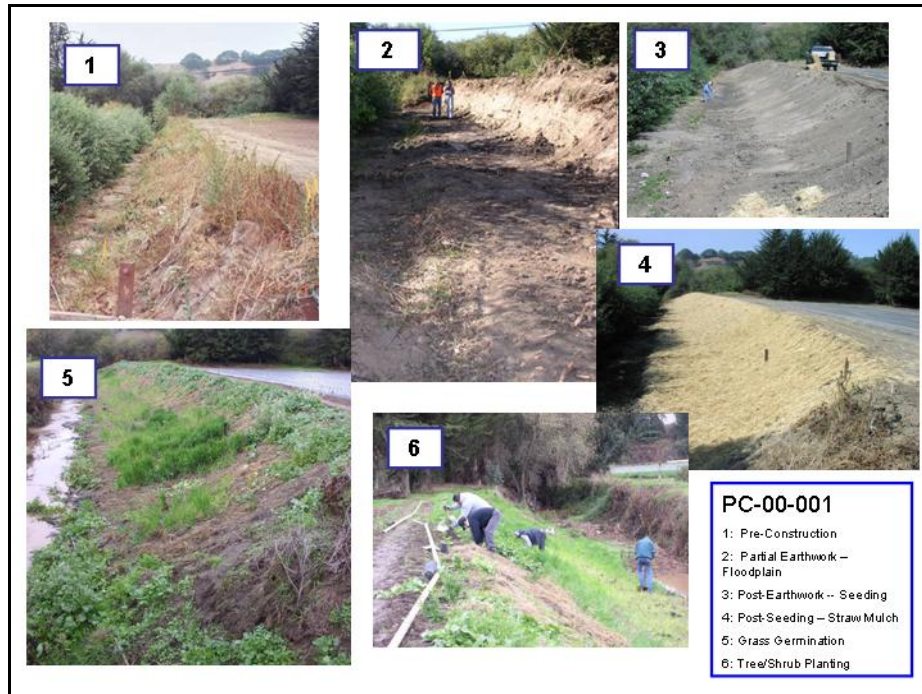 1
2
3
4
5
6
PC-00-001
1: Pre-Construction
2: Partial Earthwork –
Floodplain
3: Post-Earthwork -- Seeding
4: Post-Seeding – Straw Mulch
5: Grass Germination
6: Tree/Shrub Planting